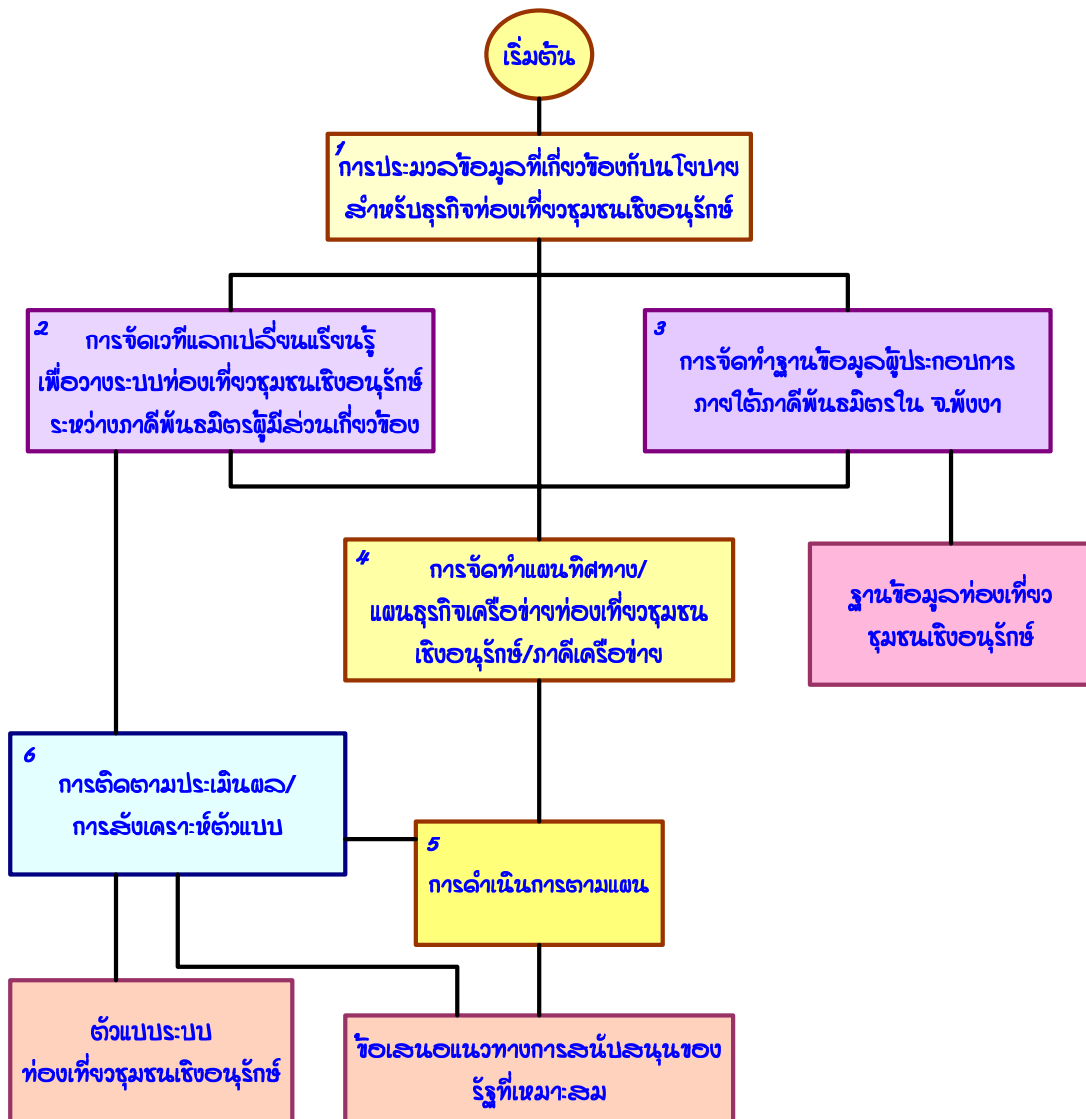 เริ่มต้น
1
การประมวลข้อมูลที่เกี่ยวข้องกับนโยบาย
สำหรับธุรกิจท่องเที่ยวชุมชนเชิงอนุรักษ์
2
การจัดเวทีแลกเปลี่ยนเรียนรู้
เพื่อวางระบบท่องเที่ยวชุมชนเชิงอนุรักษ์
ระหว่างภาคีพันธมิตรผู้มีส่วนเกี่ยวข้อง
3
การจัดทำฐานข้อมูลผู้ประกอบการ
ภายใต้ภาคีพันธมิตรใน จ.พังงา
4
การจัดทำแผนทิศทาง/
แผนธุรกิจเครือข่ายท่องเที่ยวชุมชน
เชิงอนุรักษ์/ภาคีเครือข่าย
ฐานข้อมูลท่องเที่ยว
ชุมชนเชิงอนุรักษ์
6
การติดตามประเมินผล/
การสังเคราะห์ตัวแบบ
5
การดำเนินการตามแผน
ตัวแบบระบบ
ท่องเที่ยวชุมชนเชิงอนุรักษ์
ข้อเสนอแนวทางการสนับสนุนของ
รัฐที่เหมาะสม